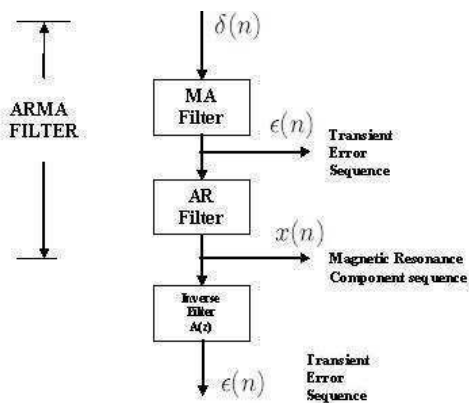 δ(n)
ARMA
FILTER
MA
Filter
ϵ(n)
Transient
Error
Sequence
AR
Filter
x(n)
Magnetic Resonance
Component sequence
Inverse
Filter
A(z)
ϵ(n)
Transient
Error
Sequence